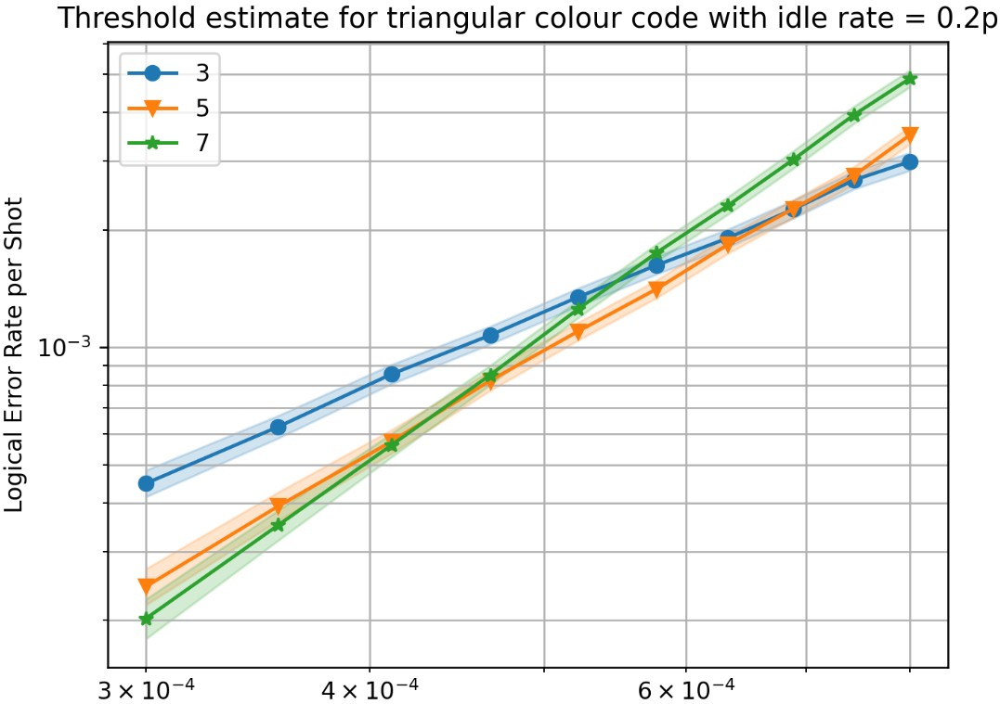 Threshold estimate for triangular colour code with idle rate = 0.2p
3
5
7
Logical Error Rate per Shot
10⁻³
3 × 10⁻⁴
4 × 10⁻⁴
6 × 10⁻⁴